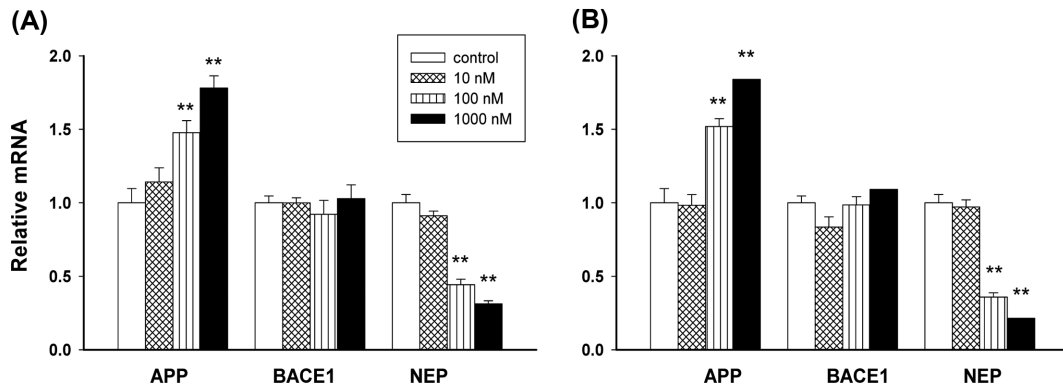 (A)
Relative mRNA
2.0
1.5
1.0
0.5
0.0
**
**
**
**
control
10 nM
100 nM
1000 nM
APP
BACE1
NEP
(B)
2.0
1.5
1.0
0.5
0.0
**
**
**
**
APP
BACE1
NEP